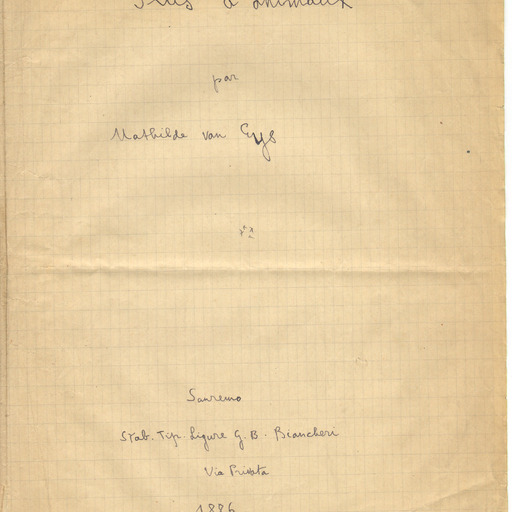 d'animaux
par
Mathilde van Eys
Sanremo
Stab. Tip. Ligure G. B. Biancheri
Via Privata
1886